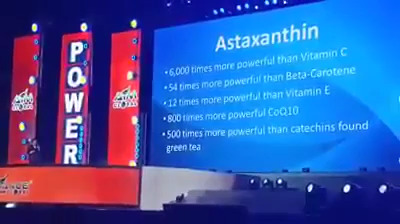 Astaxanthin
• 6,000 times more powerful than Vitamin C
• 54 times more powerful than Beta-Carotene
• 12 times more powerful than Vitamin E
• 800 times more powerful CoQ10
• 500 times more powerful than catechins found
green tea
POWER